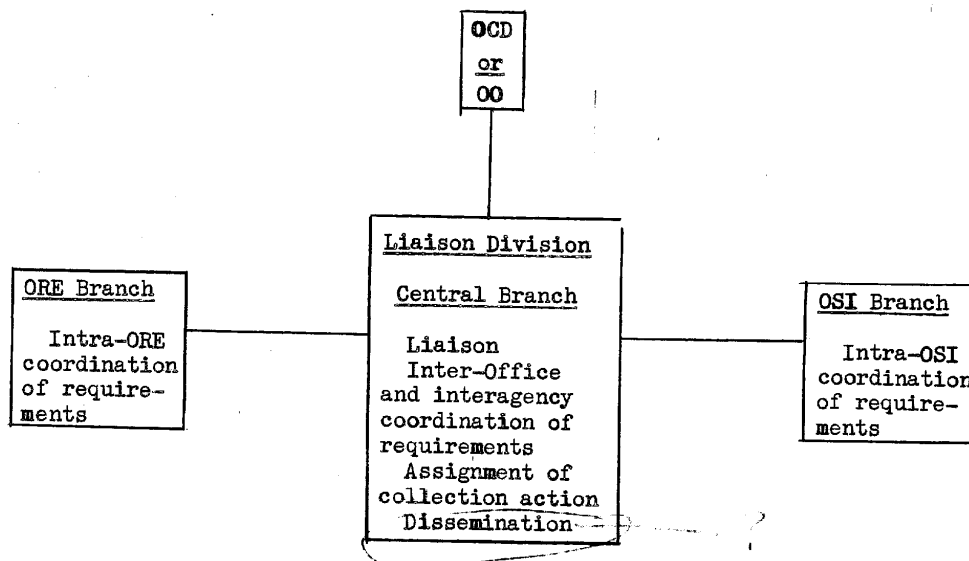 OCD
or
OO
Liaison Division
Central Branch
Liaison
Inter-Office
and interagency
coordination of
requirements
Assignment of
collection action
Dissemination
?
ORE Branch
Intra-ORE
coordination
of require-
ments
OSI Branch
Intra-OSI
coordination
of require-
ments